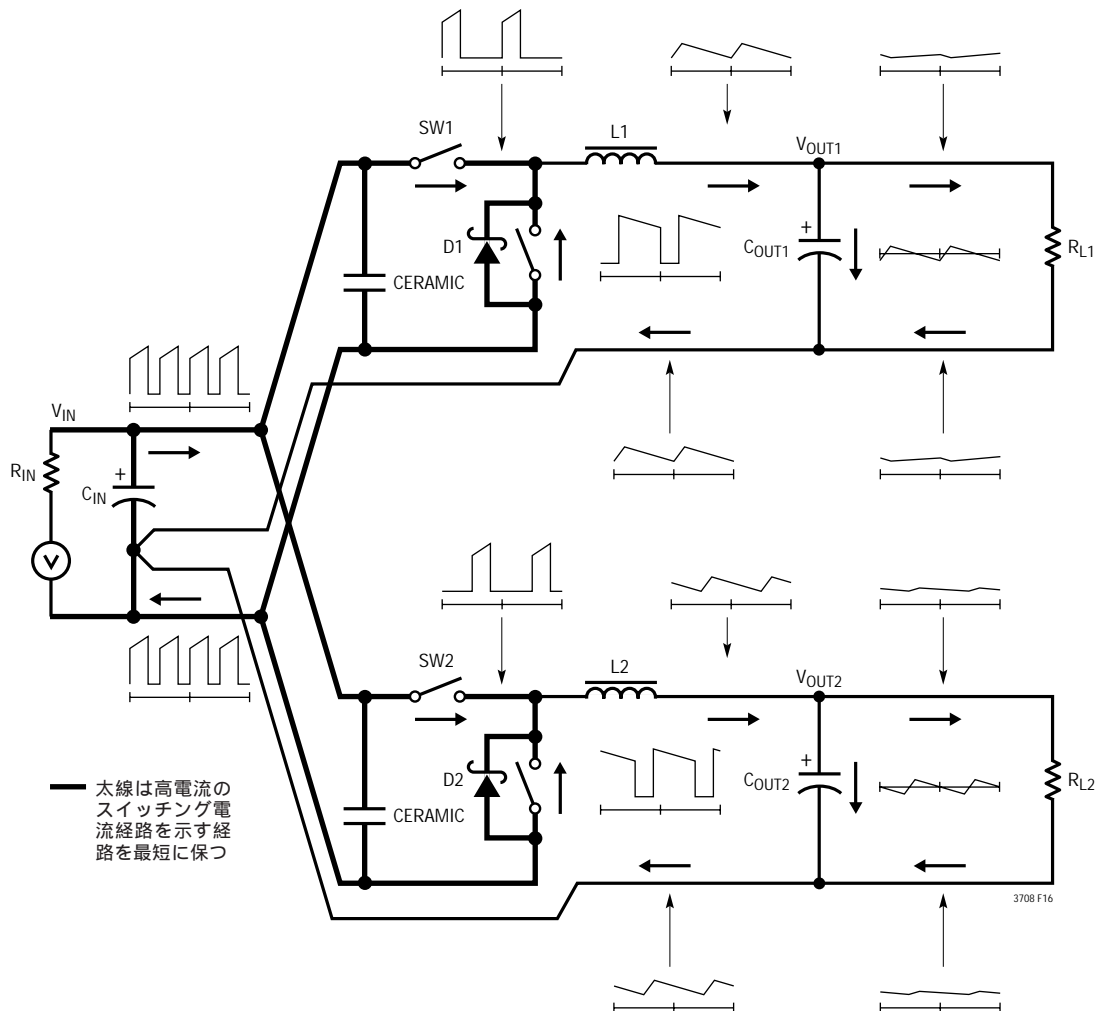 SW1
L1
VOUT1
D1
CERAMIC
+
COUT1
RL1
VIN
RIN
+
CIN
V
SW2
L2
VOUT2
D2
CERAMIC
+
COUT2
RL2
太線は高電流の
スイッチング電
流経路を示す経
路を最短に保つ
3708 F16